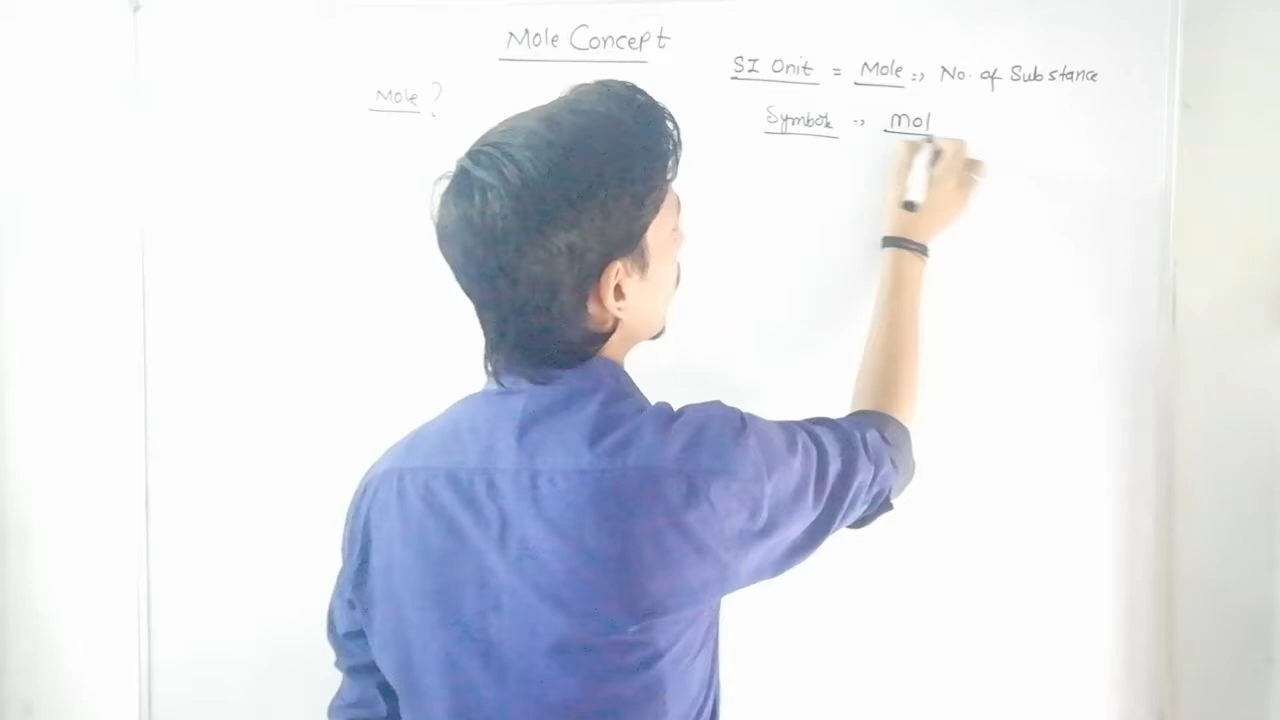 Mole Concept
SI Unit = Mole => No. of Substance
Mole ?
Symbol => mol